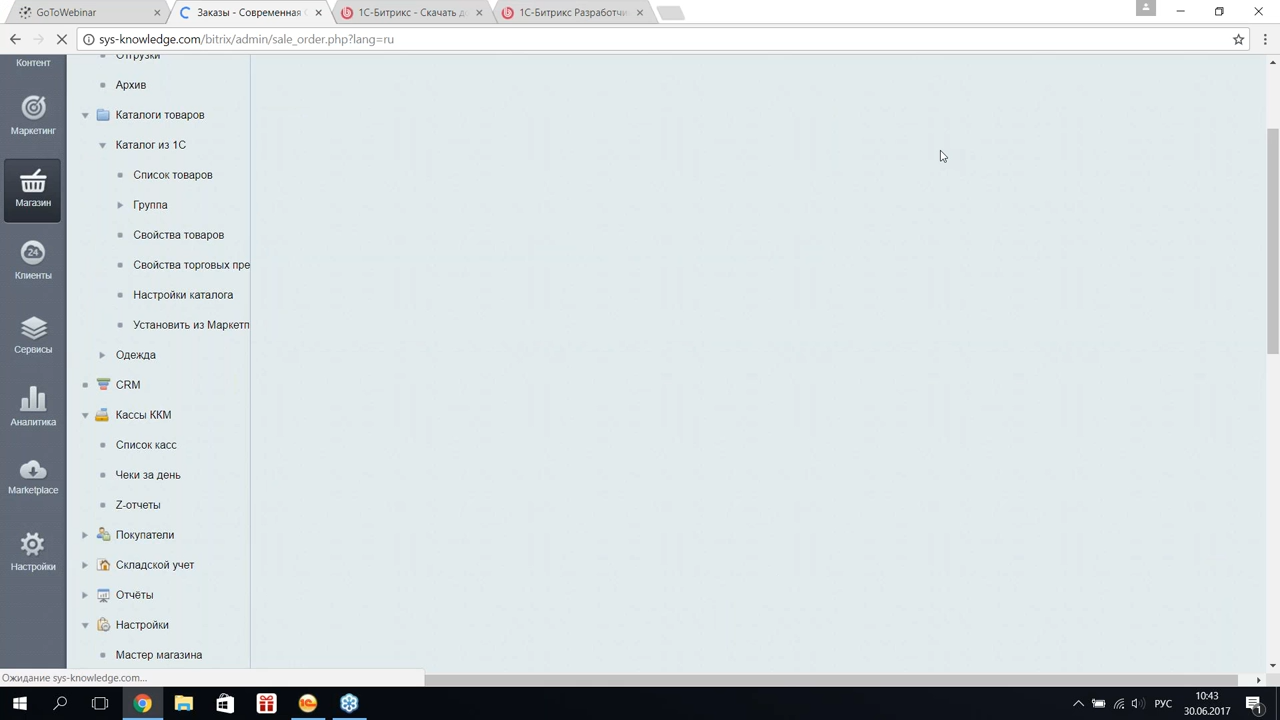 GoToWebinar
Заказы - Современная
1С-Битрикс - Скачать д
1С-Битрикс Разработчи
sys-knowledge.com/bitrix/admin/sale_order.php?lang=ru
Контент
Маркетинг
Магазин
24
Клиенты
Сервисы
Аналитика
Marketplace
Настройки
Отгрузки
Архив
Каталоги товаров
Каталог из 1С
Список товаров
Группа
Свойства товаров
Свойства торговых пре
Настройки каталога
Установить из Маркетп
Одежда
CRM
Кассы ККМ
Список касс
Чеки за день
Z-отчеты
Покупатели
Складской учет
Отчёты
Настройки
Мастер магазина
Ожидание sys-knowledge.com...
РУС
10:43
30.06.2017
1